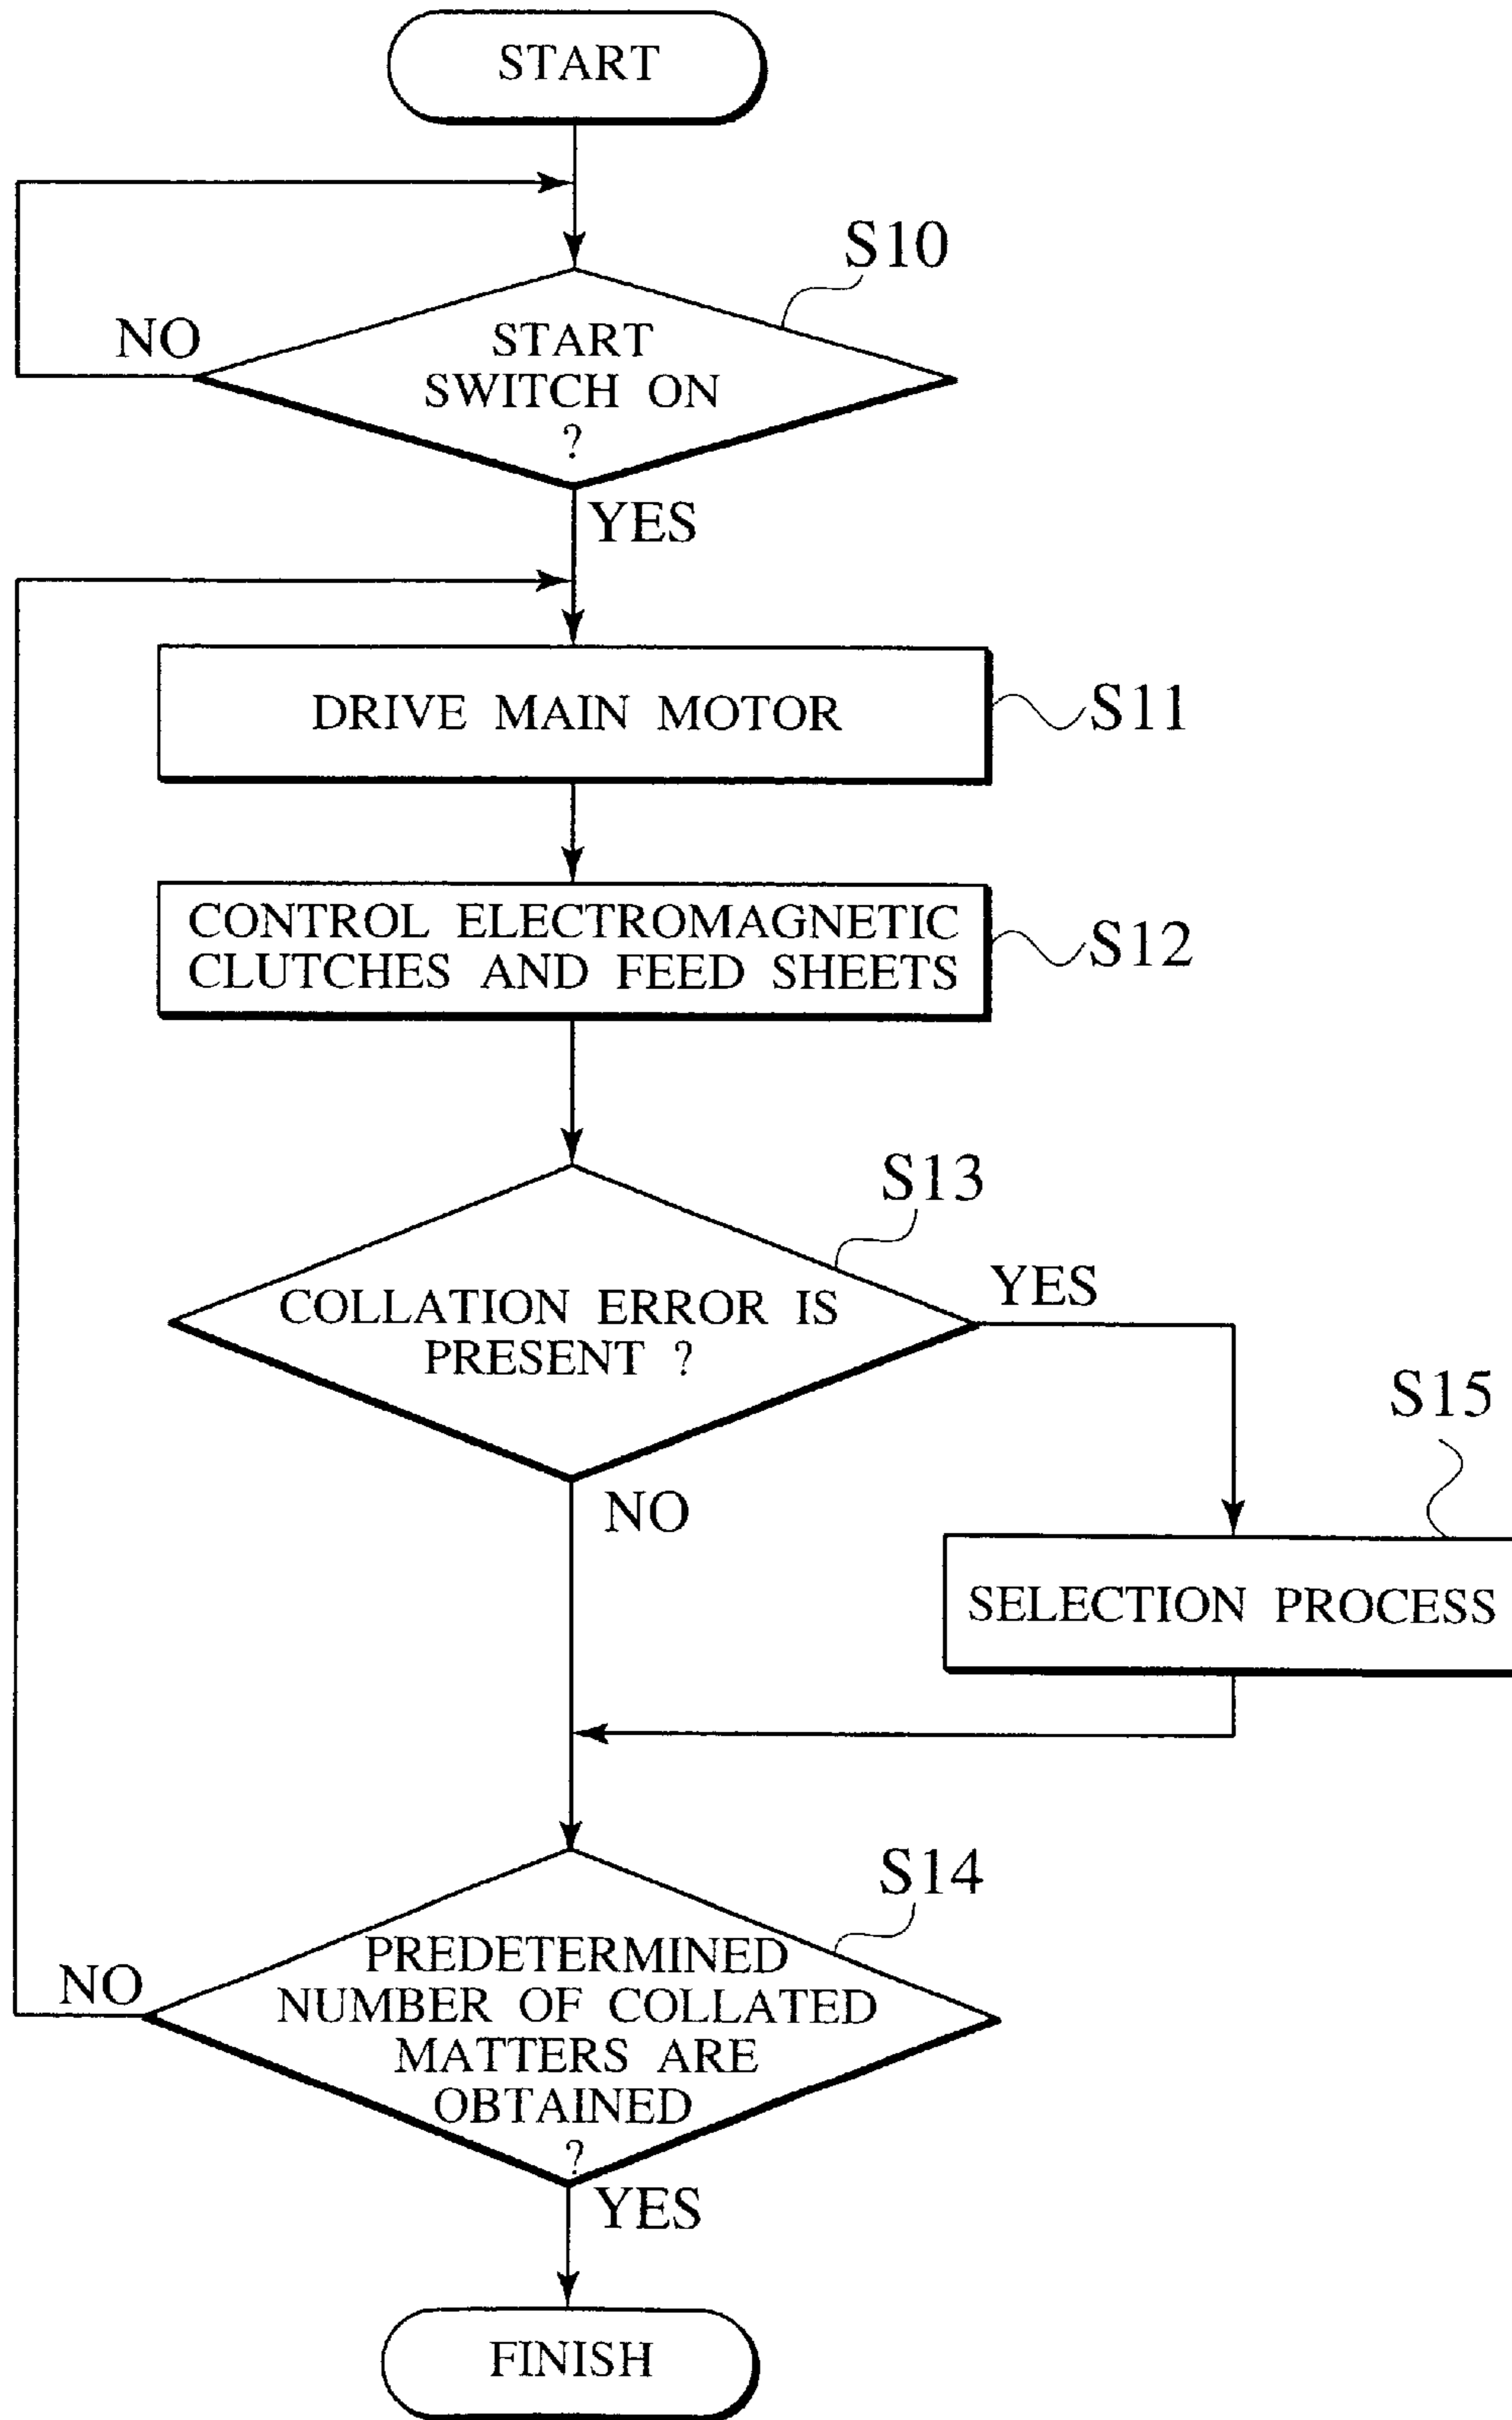 START
S10
NO
START
SWITCH ON
?
YES
DRIVE MAIN MOTOR
S11
CONTROL ELECTROMAGNETIC
CLUTCHES AND FEED SHEETS
S12
S13
COLLATION ERROR IS
PRESENT ?
YES
NO
S15
SELECTION PROCESS
S14
NO
PREDETERMINED
NUMBER OF COLLATED
MATTERS ARE
OBTAINED
?
YES
FINISH